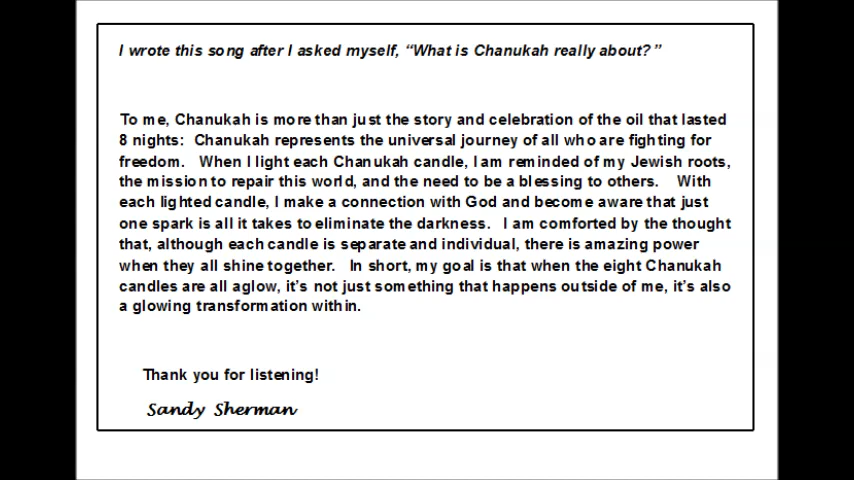 I wrote this song after I asked myself, “What is Chanukah really about?”
To me, Chanukah is more than just the story and celebration of the oil that lasted
8 nights: Chanukah represents the universal journey of all who are fighting for
freedom. When I light each Chanukah candle, I am reminded of my Jewish roots,
the mission to repair this world, and the need to be a blessing to others. With
each lighted candle, I make a connection with God and become aware that just
one spark is all it takes to eliminate the darkness. I am comforted by the thought
that, although each candle is separate and individual, there is amazing power
when they all shine together. In short, my goal is that when the eight Chanukah
candles are all aglow, it’s not just something that happens outside of me, it’s also
a glowing transformation within.
Thank you for listening!
Sandy Sherman